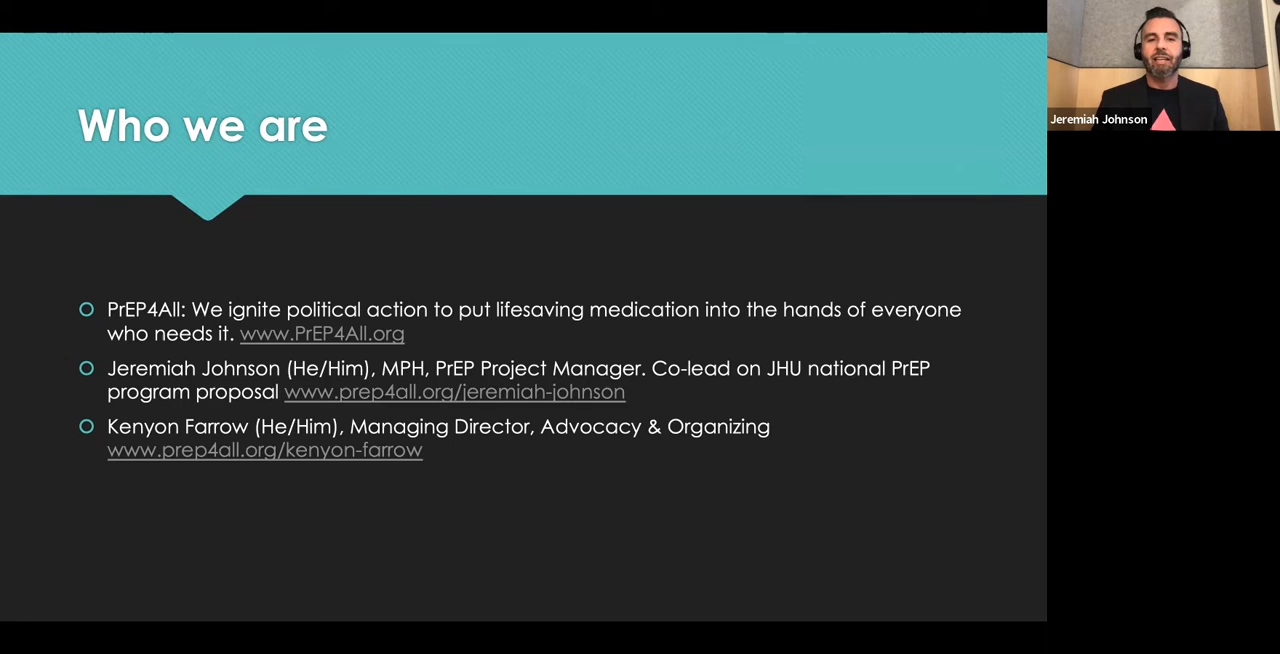 Who we are
PrEP4All: We ignite political action to put lifesaving medication into the hands of everyone
who needs it. www.PrEP4All.org
Jeremiah Johnson (He/Him), MPH, PrEP Project Manager. Co-lead on JHU national PrEP
program proposal www.prep4all.org/jeremiah-johnson
Kenyon Farrow (He/Him), Managing Director, Advocacy & Organizing
www.prep4all.org/kenyon-farrow
Jeremiah Johnson